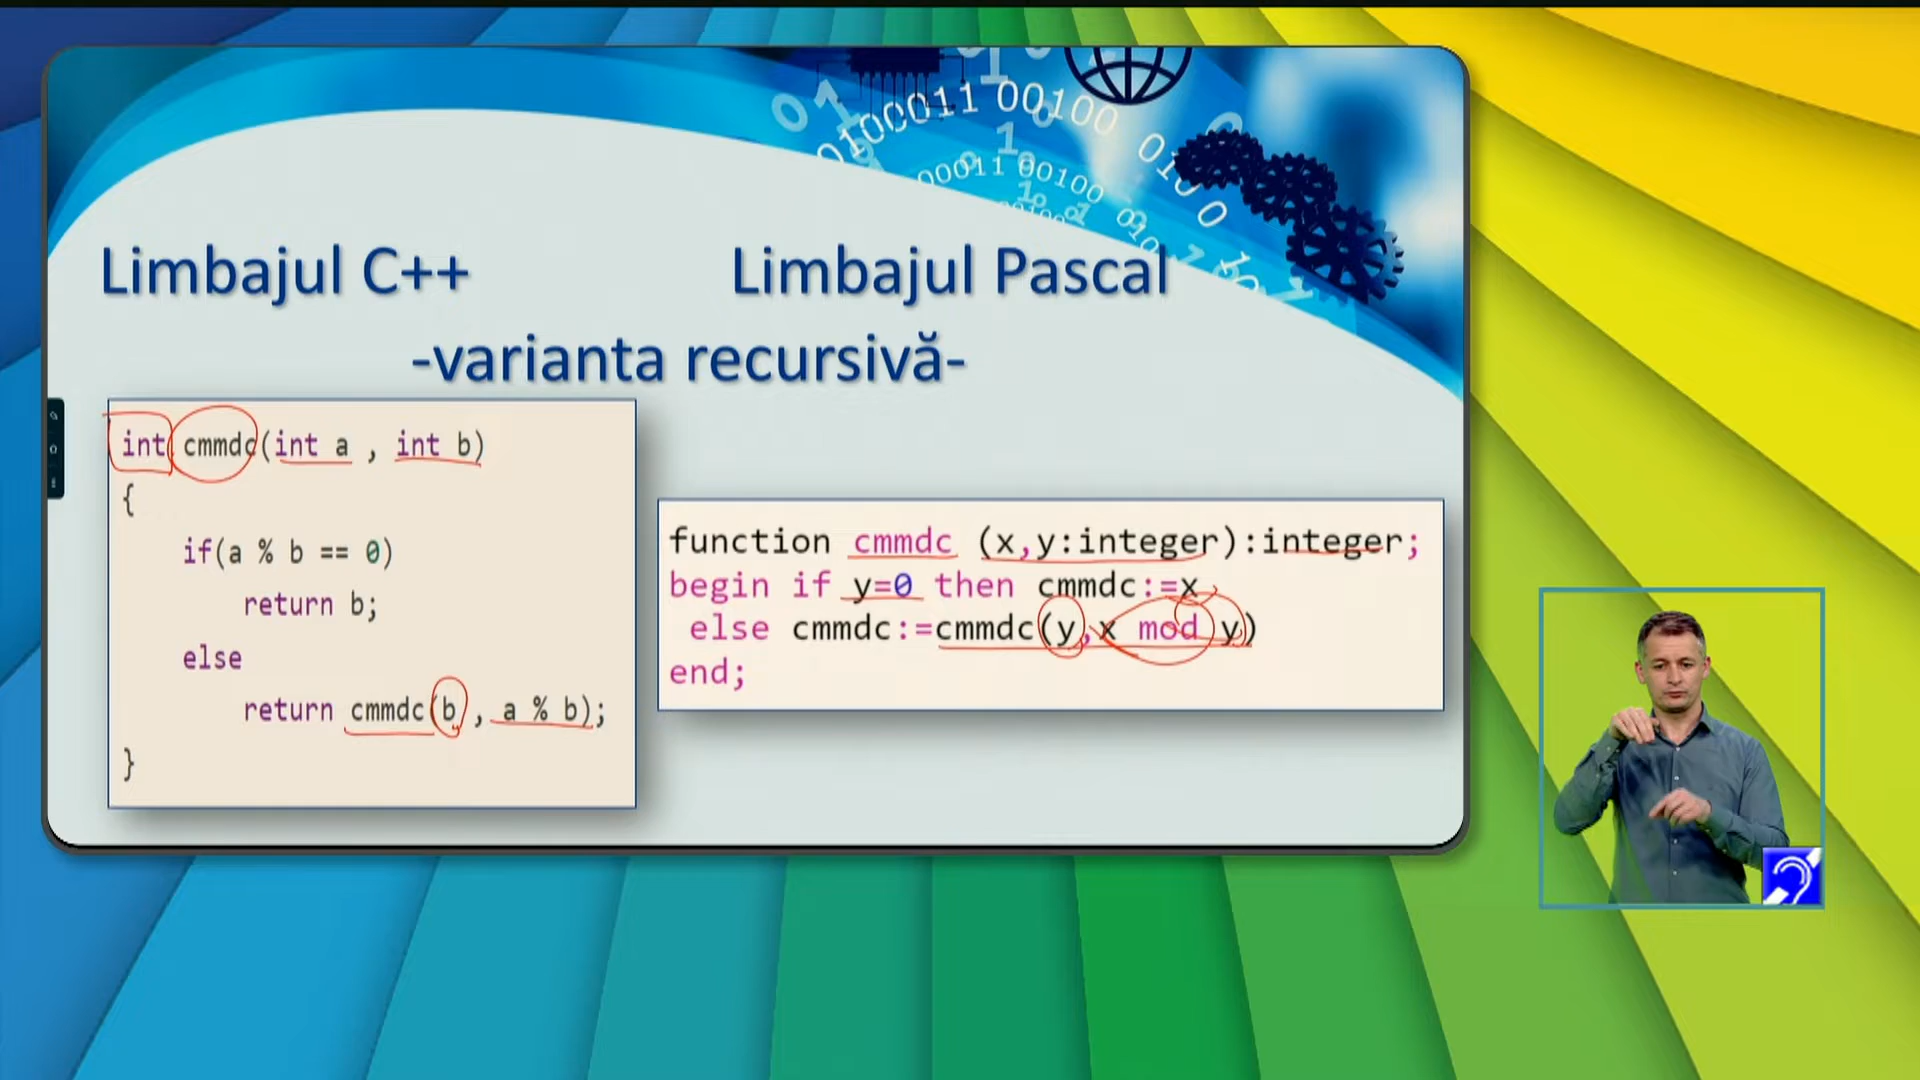 Limbajul C++
Limbajul Pascal
-varianta recursivă-
int cmmdc(int a , int b)
{
if(a % b == 0)
return b;
else
return cmmdc(b , a % b);
}
function cmmdc (x,y:integer):integer;
begin if y=0 then cmmdc:=x
else cmmdc:=cmmdc(y,x mod y)
end;